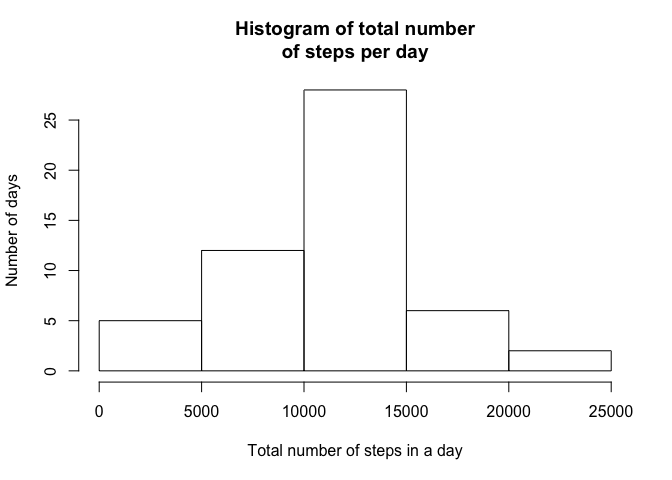 Histogram of total number
of steps per day
Number of days
25
20
15
10
5
0
0 5000 10000 15000 20000 25000
Total number of steps in a day